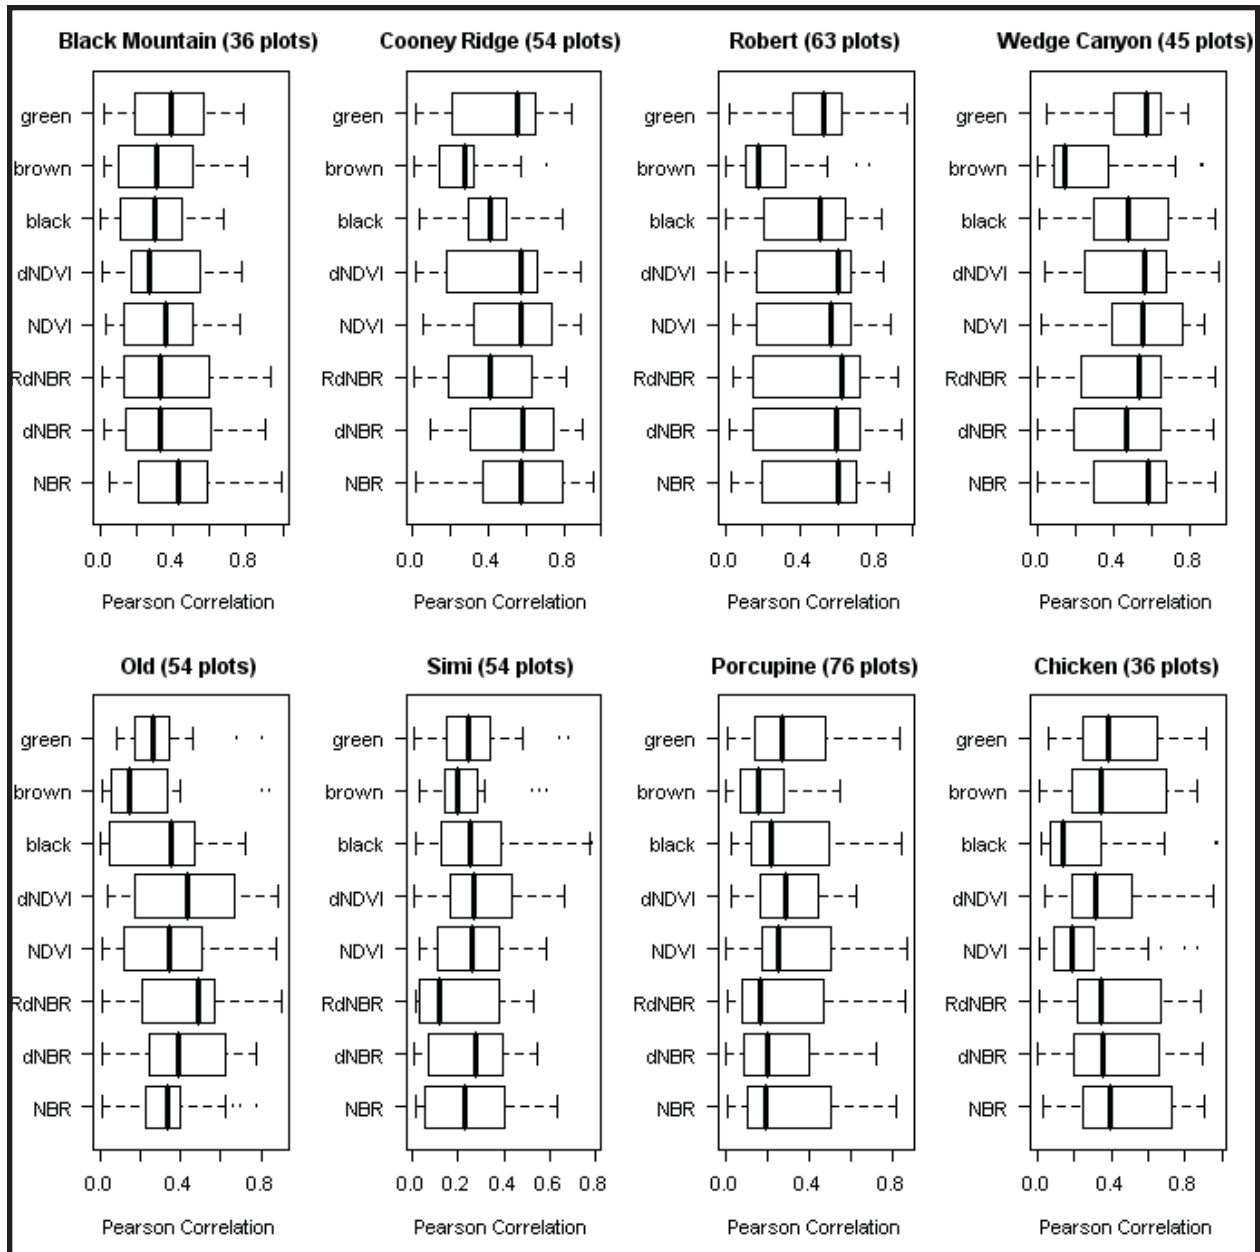 Black Mountain (36 plots) Cooney Ridge (54 plots) Robert (63 plots) Wedge Canyon (45 plots)
green green green green
brown brown brown brown
black black black black
dNDVI dNDVI dNDVI dNDVI
NDVI NDVI NDVI NDVI
RdNBR RdNBR RdNBR RdNBR
dNBR dNBR dNBR dNBR
NBR NBR NBR NBR
0.0 0.4 0.8 0.0 0.4 0.8 0.0 0.4 0.8 0.0 0.4 0.8
Pearson Correlation Pearson Correlation Pearson Correlation Pearson Correlation
Old (54 plots) Simi (54 plots) Porcupine (76 plots) Chicken (36 plots)
green green green green
brown brown brown brown
black black black black
dNDVI dNDVI dNDVI dNDVI
NDVI NDVI NDVI NDVI
RdNBR RdNBR RdNBR RdNBR
dNBR dNBR dNBR dNBR
NBR NBR NBR NBR
0.0 0.4 0.8 0.0 0.2 0.4 0.6 0.8 0.0 0.4 0.8 0.0 0.4 0.8
Pearson Correlation Pearson Correlation Pearson Correlation Pearson Correlation